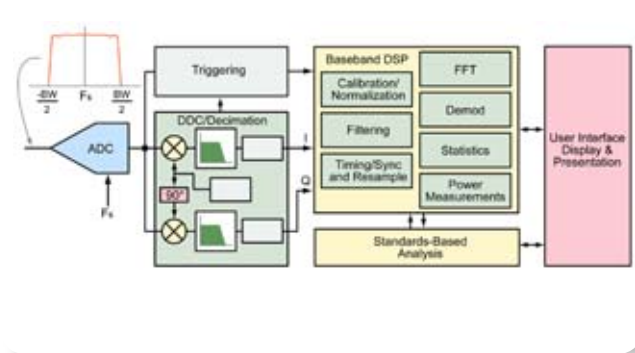 -BW
2
Fs
BW
2
ADC
Fs
Triggering
DDC/Decimation
90°
I
Q
Baseband DSP
Calibration/
Normalization
Filtering
Timing/Sync
and Resample
FFT
Demod
Statistics
Power
Measurements
Standards-Based
Analysis
User Interface
Display &
Presentation